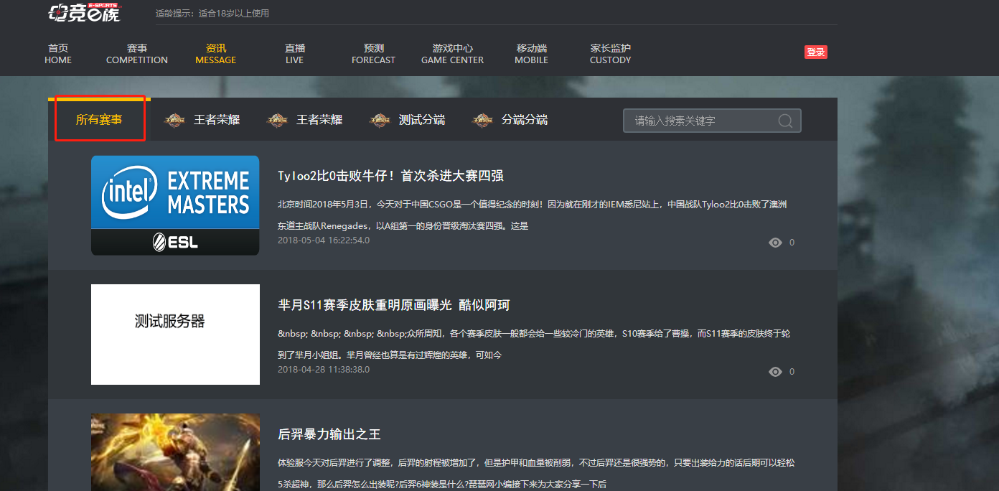 电竞e族 E-SPORTS
适龄提示：适合18岁以上使用
首页 赛事 资讯 直播 预测 游戏中心 移动端 家长监护
HOME COMPETITION MESSAGE LIVE FORECAST GAME CENTER MOBILE CUSTODY
登录
所有赛事 王者荣耀 王者荣耀 测试分端 分端分端 请输入搜素关键字
intel EXTREME MASTERS
ESL
Tyloo2比0击败牛仔！首次杀进大赛四强
北京时间2018年5月3日，今天对于中国CSGO是一个值得纪念的时刻！因为就在刚才的IEM悉尼站上，中国战队Tyloo2比0击败了澳洲
东道主战队Renegades，以A组第一的身份晋级淘汰赛四强。这是
2018-05-04 16:22:54.0
0
测试服务器
芈月S11赛季皮肤重明原画曝光 酷似阿珂
&nbsp; &nbsp; &nbsp; &nbsp;众所周知，各个赛季皮肤一般都会给一些较冷门的英雄，S10赛季给了曹操，而S11赛季的皮肤终于轮
到了芈月小姐姐。芈月曾经也算是有过辉煌的英雄，可如今
2018-04-28 11:38:38.0
0
后羿暴力输出之王
体验服今天对后羿进行了调整，后羿的射程被增加了，但是护甲和血量被削弱，不过后羿还是很强势的，只要出装给力的话后期可以轻松
5杀超神，那么后羿怎么出装呢?后羿6神装是什么?琵琶网小编接下来为大家分享一下后